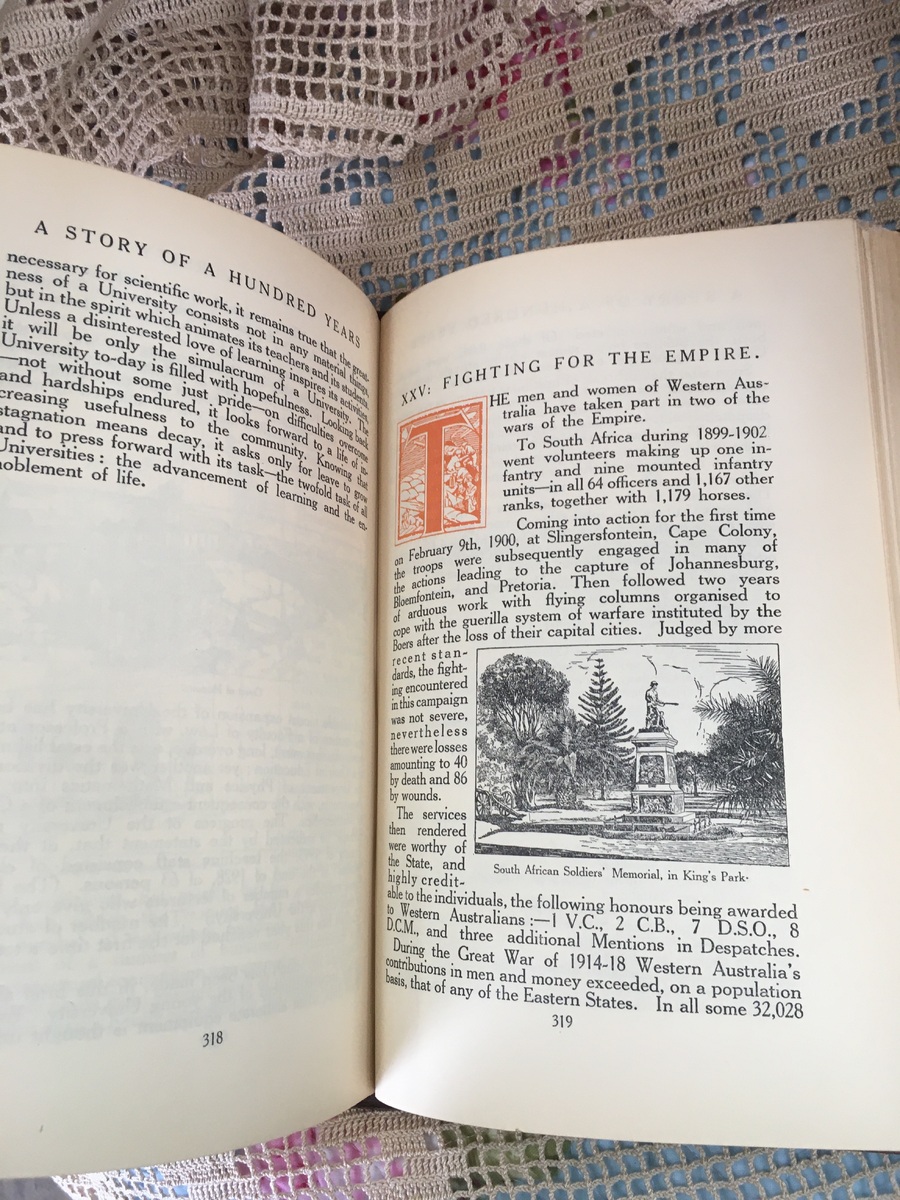 A STORY OF A HUNDRED YEARS
necessary for scientific work, it remains true that the great-
ness of a University consists not in any material things,
but in the spirit which animates its teachers and its students.
Unless a disinterested love of learning inspires its activities
it will be only the simulacrum of a University. The
University to-day is filled with hopefulness. Looking back
—not without some just pride—on difficulties overcome
and hardships endured, it looks forward to a life of in-
creasing usefulness to the community. Knowing that
stagnation means decay, it asks only for leave to grow
and to press forward with its task—the twofold task of all
Universities: the advancement of learning and the en-
noblement of life.
318
XXV: FIGHTING FOR THE EMPIRE.
THE men and women of Western Aus-
tralia have taken part in two of the
wars of the Empire.
To South Africa during 1899-1902
went volunteers making up one in-
fantry and nine mounted infantry
units—in all 64 officers and 1,167 other
ranks, together with 1,179 horses.
Coming into action for the first time
on February 9th, 1900, at Slingersfontein, Cape Colony,
the troops were subsequently engaged in many of
the actions leading to the capture of Johannesburg,
Bloemfontein, and Pretoria. Then followed two years
of arduous work with flying columns organised to
cope with the guerilla system of warfare instituted by the
Boers after the loss of their capital cities. Judged by more
recent stan-
dards, the fight-
ing encountered
in this campaign
was not severe,
nevertheless
there were losses
amounting to 40
by death and 86
by wounds.
The services
then rendered
were worthy of
the State, and
highly credit-
South African Soldiers' Memorial, in King's Park.
able to the individuals, the following honours being awarded
to Western Australians:—1 V.C., 2 C.B., 7 D.S.O., 8
D.C.M., and three additional Mentions in Despatches.
During the Great War of 1914-18 Western Australia's
contributions in men and money exceeded, on a population
basis, that of any of the Eastern States. In all some 32,028
319